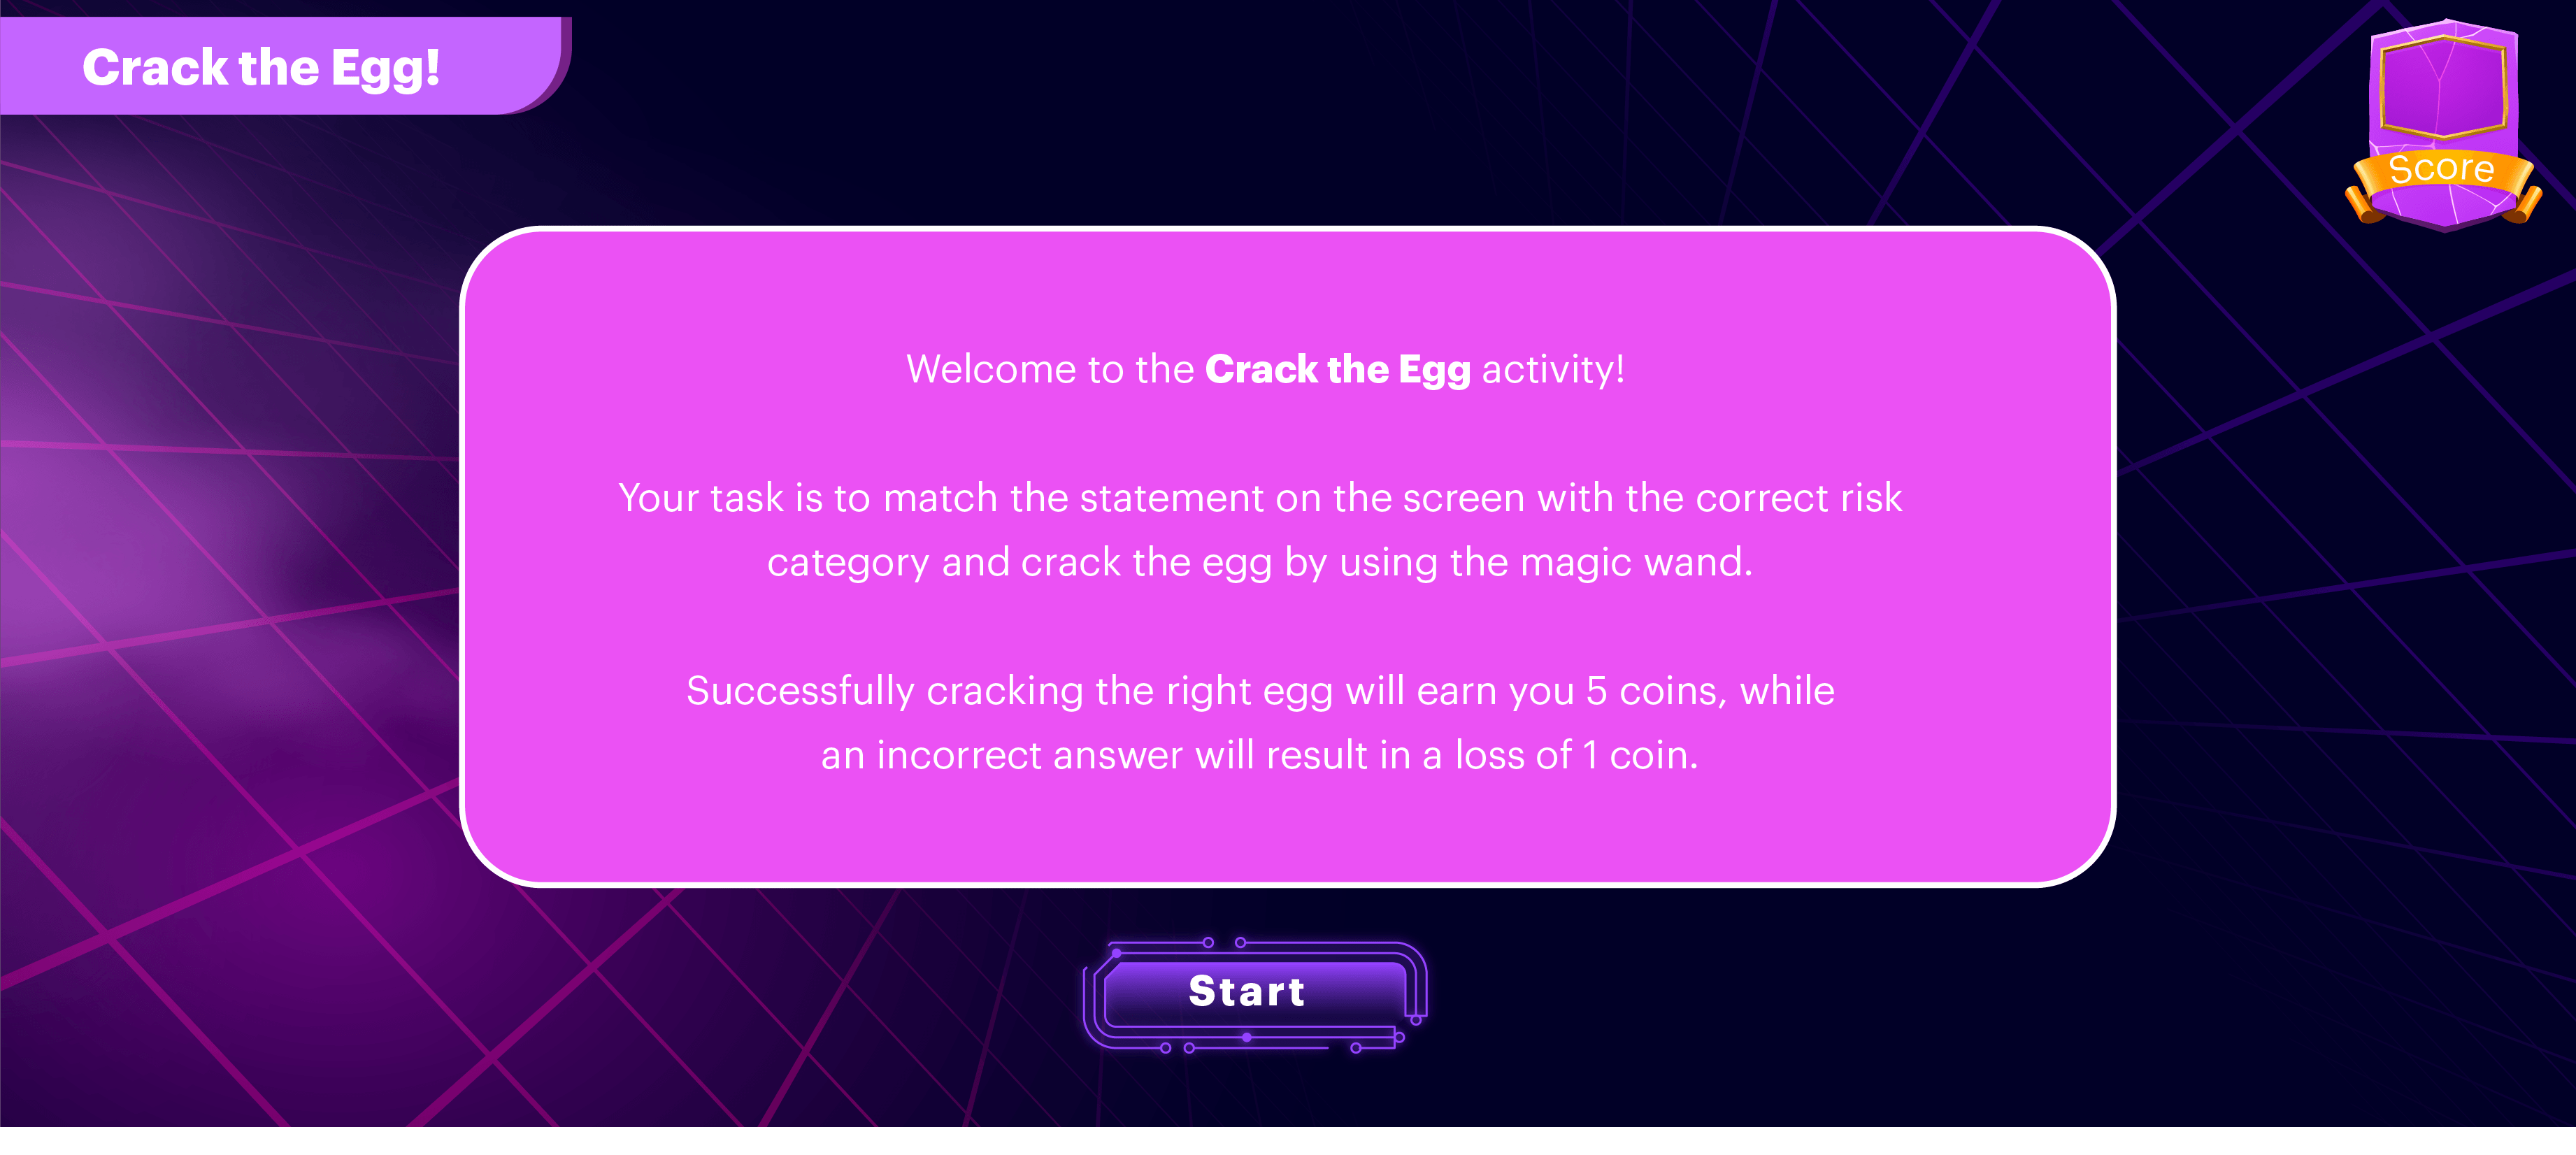 Crack the Egg!
Score
Welcome to the Crack the Egg activity!
Your task is to match the statement on the screen with the correct risk
category and crack the egg by using the magic wand.
Successfully cracking the right egg will earn you 5 coins, while
an incorrect answer will result in a loss of 1 coin.
Start